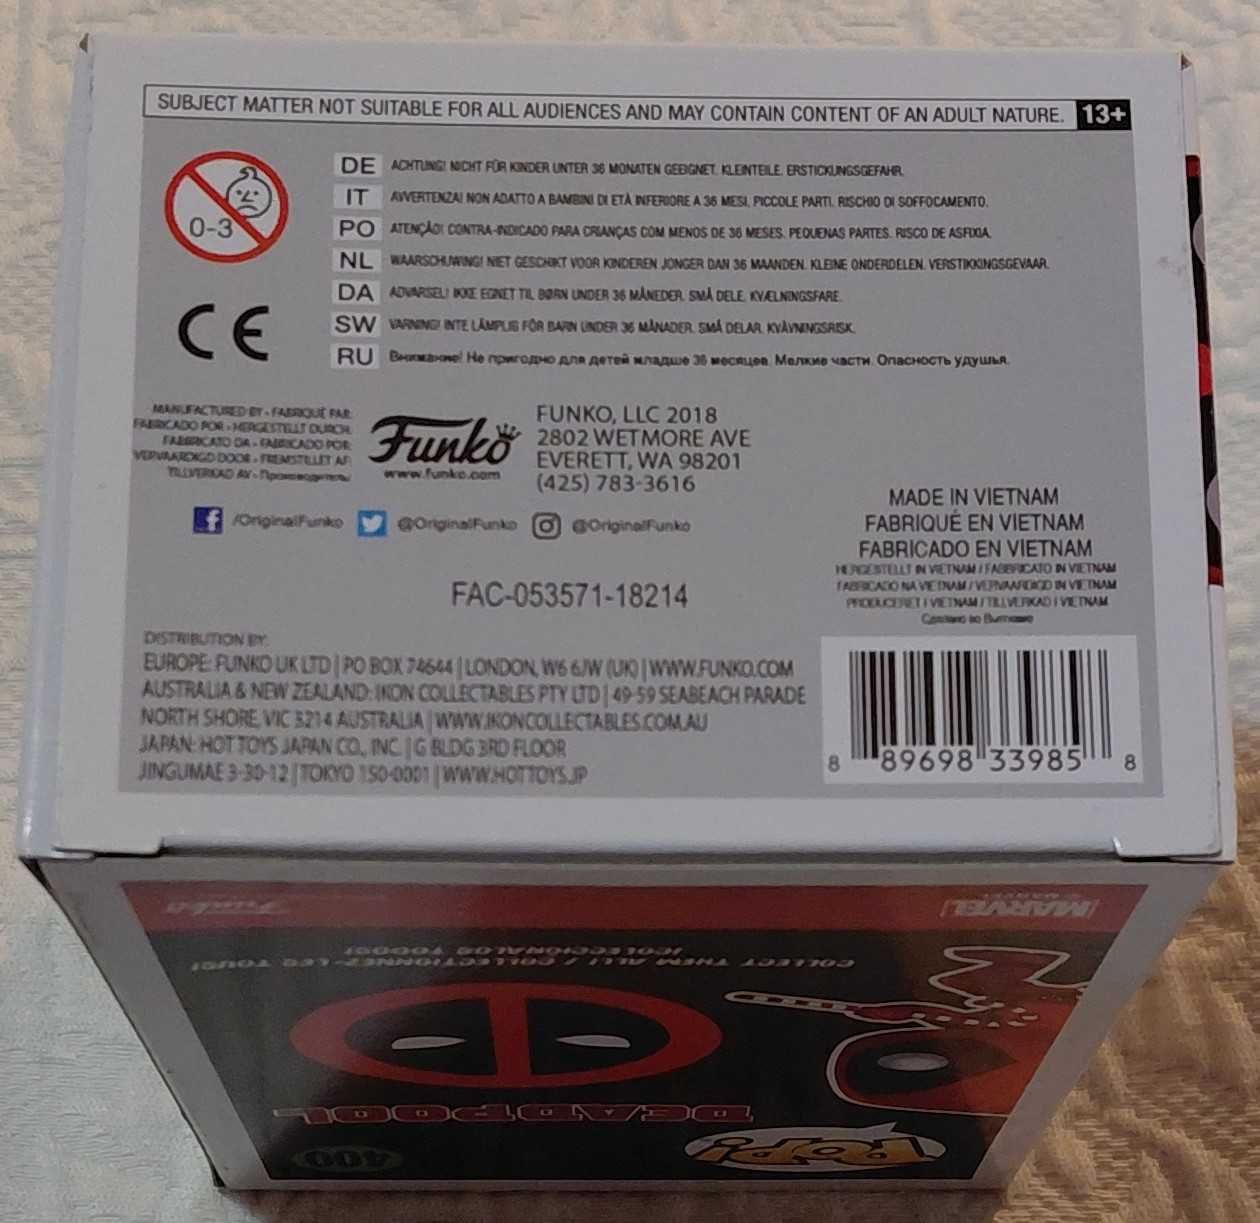 SUBJECT MATTER NOT SUITABLE FOR ALL AUDIENCES AND MAY CONTAIN CONTENT OF AN ADULT NATURE. 13+
0-3
DE ACHTUNG! NICHT FÜR KINDER UNTER 36 MONATEN GEEIGNET. KLEINTEILE. ERSTICKUNGSGEFAHR.
IT AVVERTENZA! NON ADATTO A BAMBINI DI ETÀ INFERIORE A 36 MESI, PICCOLE PARTI. RISCHIO DI SOFFOCAMENTO.
PO ATENÇÃO! CONTRA-INDICADO PARA CRIANÇAS COM MENOS DE 36 MESES. PEQUENAS PARTES. RISCO DE ASFIXIA.
NL WAARSCHUWING! NIET GESCHIKT VOOR KINDEREN JONGER DAN 36 MAANDEN. KLEINE ONDERDELEN. VERSTIKKINGSGEVAAR.
DA ADVARSEL! IKKE EGNET TIL BØRN UNDER 36 MÅNEDER. SMÅ DELE. KVÆLNINGSFARE.
SW VARNING! INTE LÄMPLIG FÖR BARN UNDER 36 MÅNADER. SMÅ DELAR. KVÄVNINGSRISK.
RU Внимание! Не пригодно для детей младше 36 месяцев. Мелкие части. Опасность удушья.
CE
MANUFACTURED BY • FABRIQUÉ PAR:
FABRICADO POR • HERGESTELLT DURCH:
FABBRICATO DA • FABRICADO POR:
VERVAARDIGD DOOR • FREMSTILLET AF:
TILLVERKAD AV • Производитель:
Funko
www.funko.com
FUNKO, LLC 2018
2802 WETMORE AVE
EVERETT, WA 98201
(425) 783-3616
/OriginalFunko @OriginalFunko @OriginalFunko
MADE IN VIETNAM
FABRIQUÉ EN VIETNAM
FABRICADO EN VIETNAM
HERGESTELLT IN VIETNAM / FABBRICATO IN VIETNAM
FABRICADO NA VIETNAM / VERVAARDIGD IN VIETNAM
PRODUCERET I VIETNAM / TILLVERKAD I VIETNAM
Сделано во Вьетнаме
FAC-053571-18214
DISTRIBUTION BY:
EUROPE: FUNKO UK LTD | PO BOX 74644 | LONDON, W6 6JW (UK) | WWW.FUNKO.COM
AUSTRALIA & NEW ZEALAND: IKON COLLECTABLES PTY LTD | 49-59 SEABEACH PARADE
NORTH SHORE, VIC 3214 AUSTRALIA | WWW.IKONCOLLECTABLES.COM.AU
JAPAN: HOT TOYS JAPAN CO., INC. | G BLDG 3RD FLOOR
JINGUMAE 3-30-12 | TOKYO 150-0001 | WWW.HOTTOYS.JP
8 89698 33985 8
Funko
MARVEL
COLLECT THEM ALL! / COLLECTIONNEZ-LES TOUS!
¡COLECCIONALOS TODOS!
DEADPOOL
POP!
400